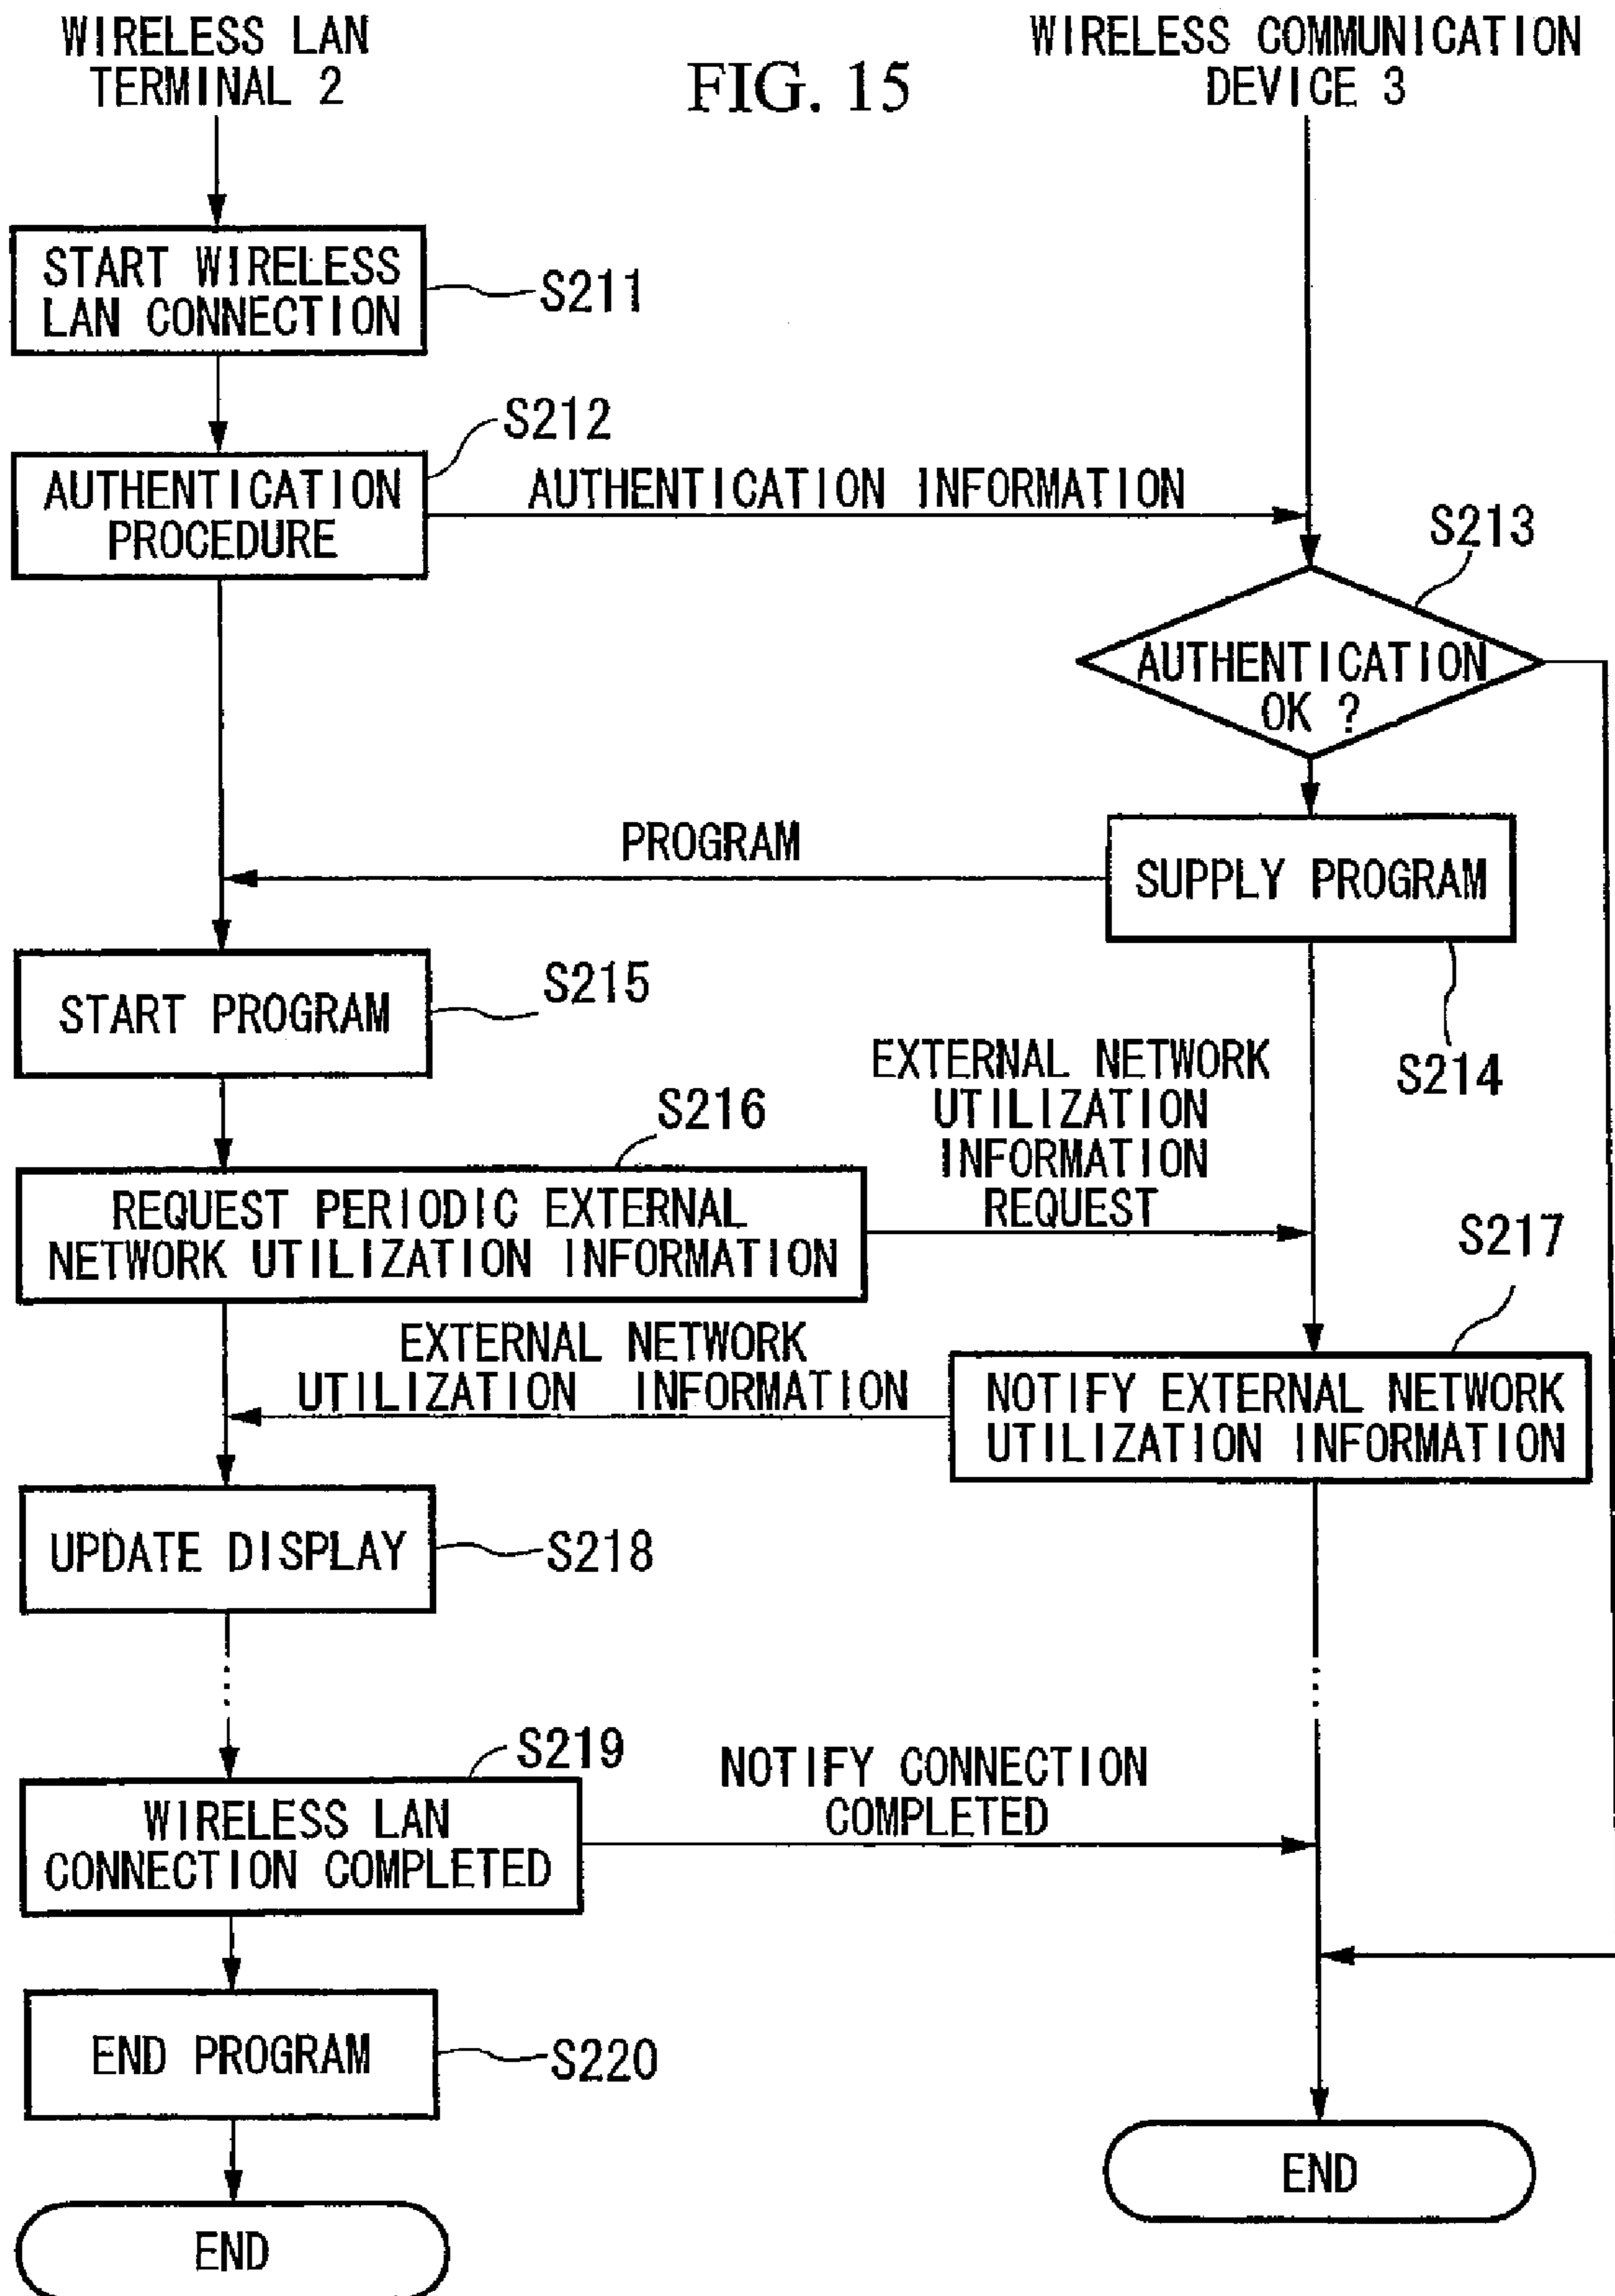 WIRELESS LAN
TERMINAL 2
FIG. 15
WIRELESS COMMUNICATION
DEVICE 3
START WIRELESS
LAN CONNECTION
S211
S212
AUTHENTICATION
PROCEDURE
AUTHENTICATION INFORMATION
S213
AUTHENTICATION
OK ?
PROGRAM
SUPPLY PROGRAM
S214
START PROGRAM
S215
EXTERNAL NETWORK
UTILIZATION
INFORMATION
REQUEST
S216
REQUEST PERIODIC EXTERNAL
NETWORK UTILIZATION INFORMATION
S217
EXTERNAL NETWORK
UTILIZATION INFORMATION
NOTIFY EXTERNAL NETWORK
UTILIZATION INFORMATION
UPDATE DISPLAY
S218
S219
WIRELESS LAN
CONNECTION COMPLETED
NOTIFY CONNECTION
COMPLETED
END PROGRAM
S220
END
END